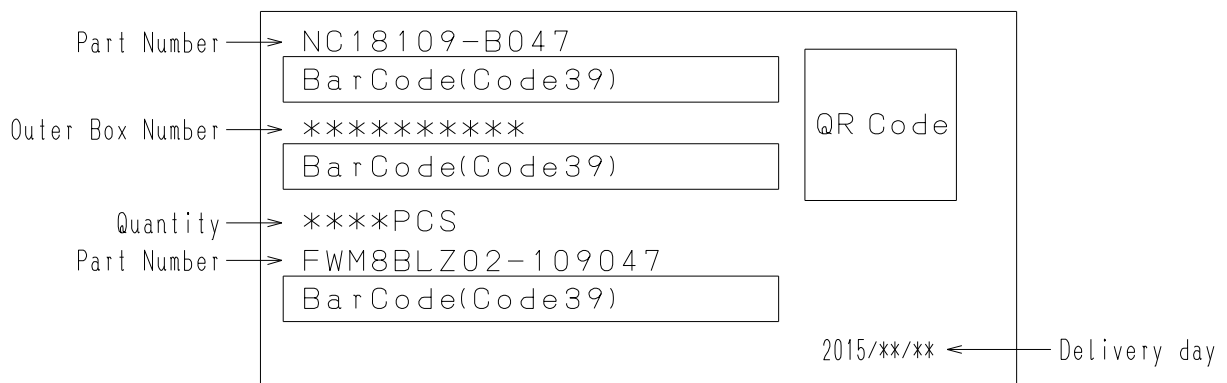 Part Number NC18109-B047
BarCode(Code39)
QR Code
Outer Box Number **********
BarCode(Code39)
Quantity ****PCS
Part Number FWM8BLZ02-109047
BarCode(Code39)
2015/**/** Delivery day